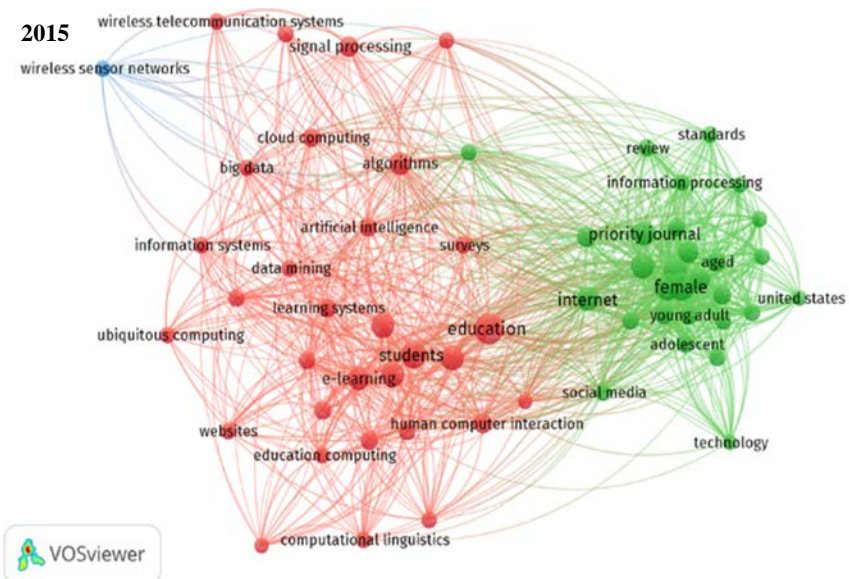 2015
wireless telecommunication systems
signal processing
wireless sensor networks
cloud computing
standards
review
big data
algorithms
information processing
artificial intelligence
priority journal
information systems
surveys
data mining
aged
female
learning systems
internet
united states
education
young adult
ubiquitous computing
students
adolescent
e-learning
social media
websites
human computer interaction
education computing
technology
computational linguistics
VOSviewer